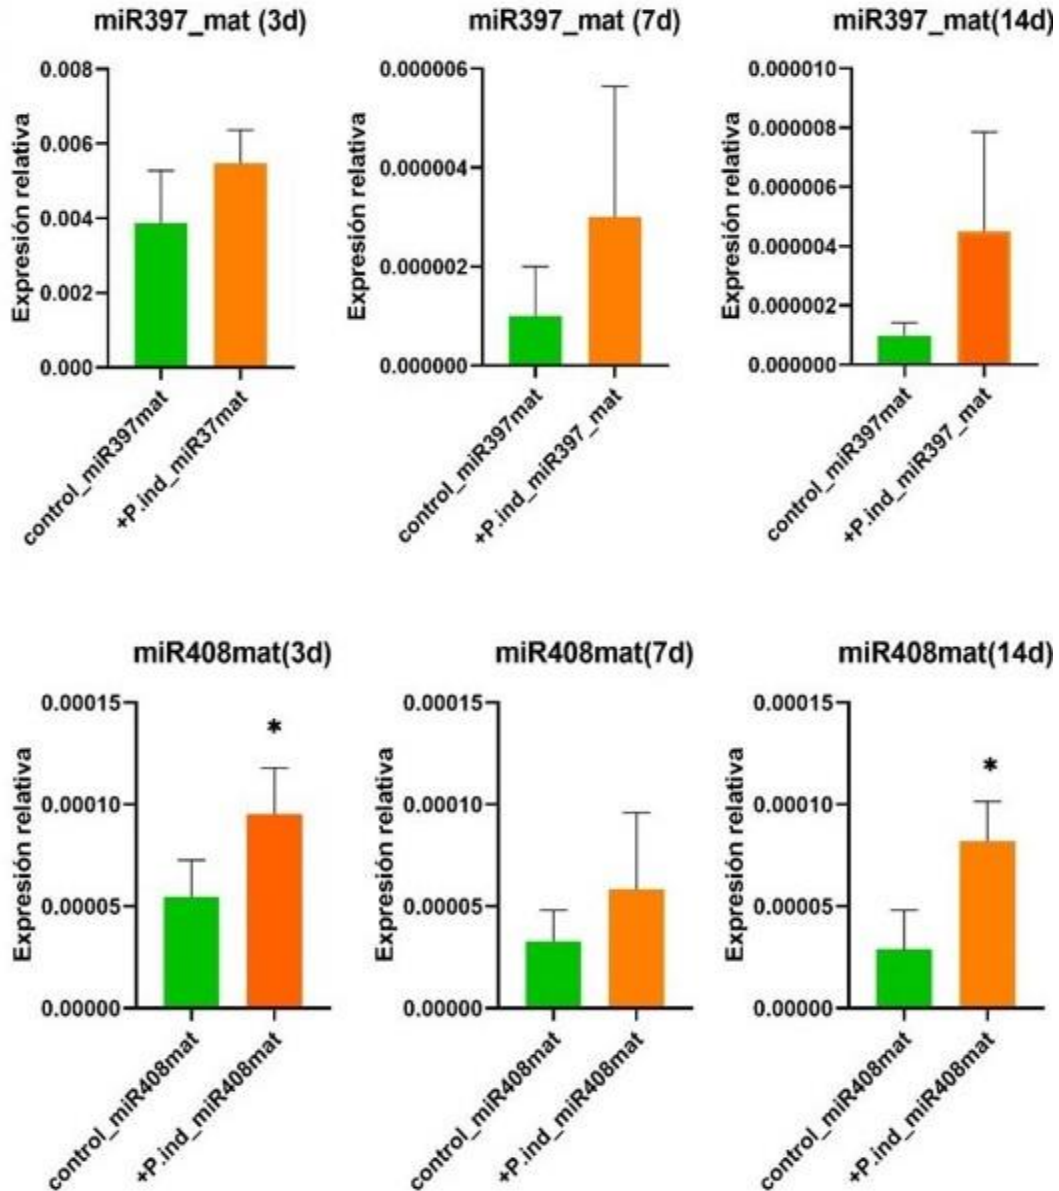 miR397_mat (3d)
Expresión relativa
0.008
0.006
0.004
0.002
0.000
control_miR397mat
+P.ind_miR37mat
miR397_mat (7d)
Expresión relativa
0.000006
0.000004
0.000002
0.000000
control_miR397mat
+P.ind_miR397_mat
miR397_mat(14d)
Expresión relativa
0.000010
0.000008
0.000006
0.000004
0.000002
0.000000
control_miR397mat
+P.ind_miR397_mat
miR408mat(3d)
Expresión relativa
0.00015
0.00010
0.00005
0.00000
*
control_miR408mat
+P.ind_miR408mat
miR408mat(7d)
Expresión relativa
0.00015
0.00010
0.00005
0.00000
control_miR408mat
+P.ind_miR408mat
miR408mat(14d)
Expresión relativa
0.00015
0.00010
0.00005
0.00000
*
control_miR408mat
+P.ind_miR408mat